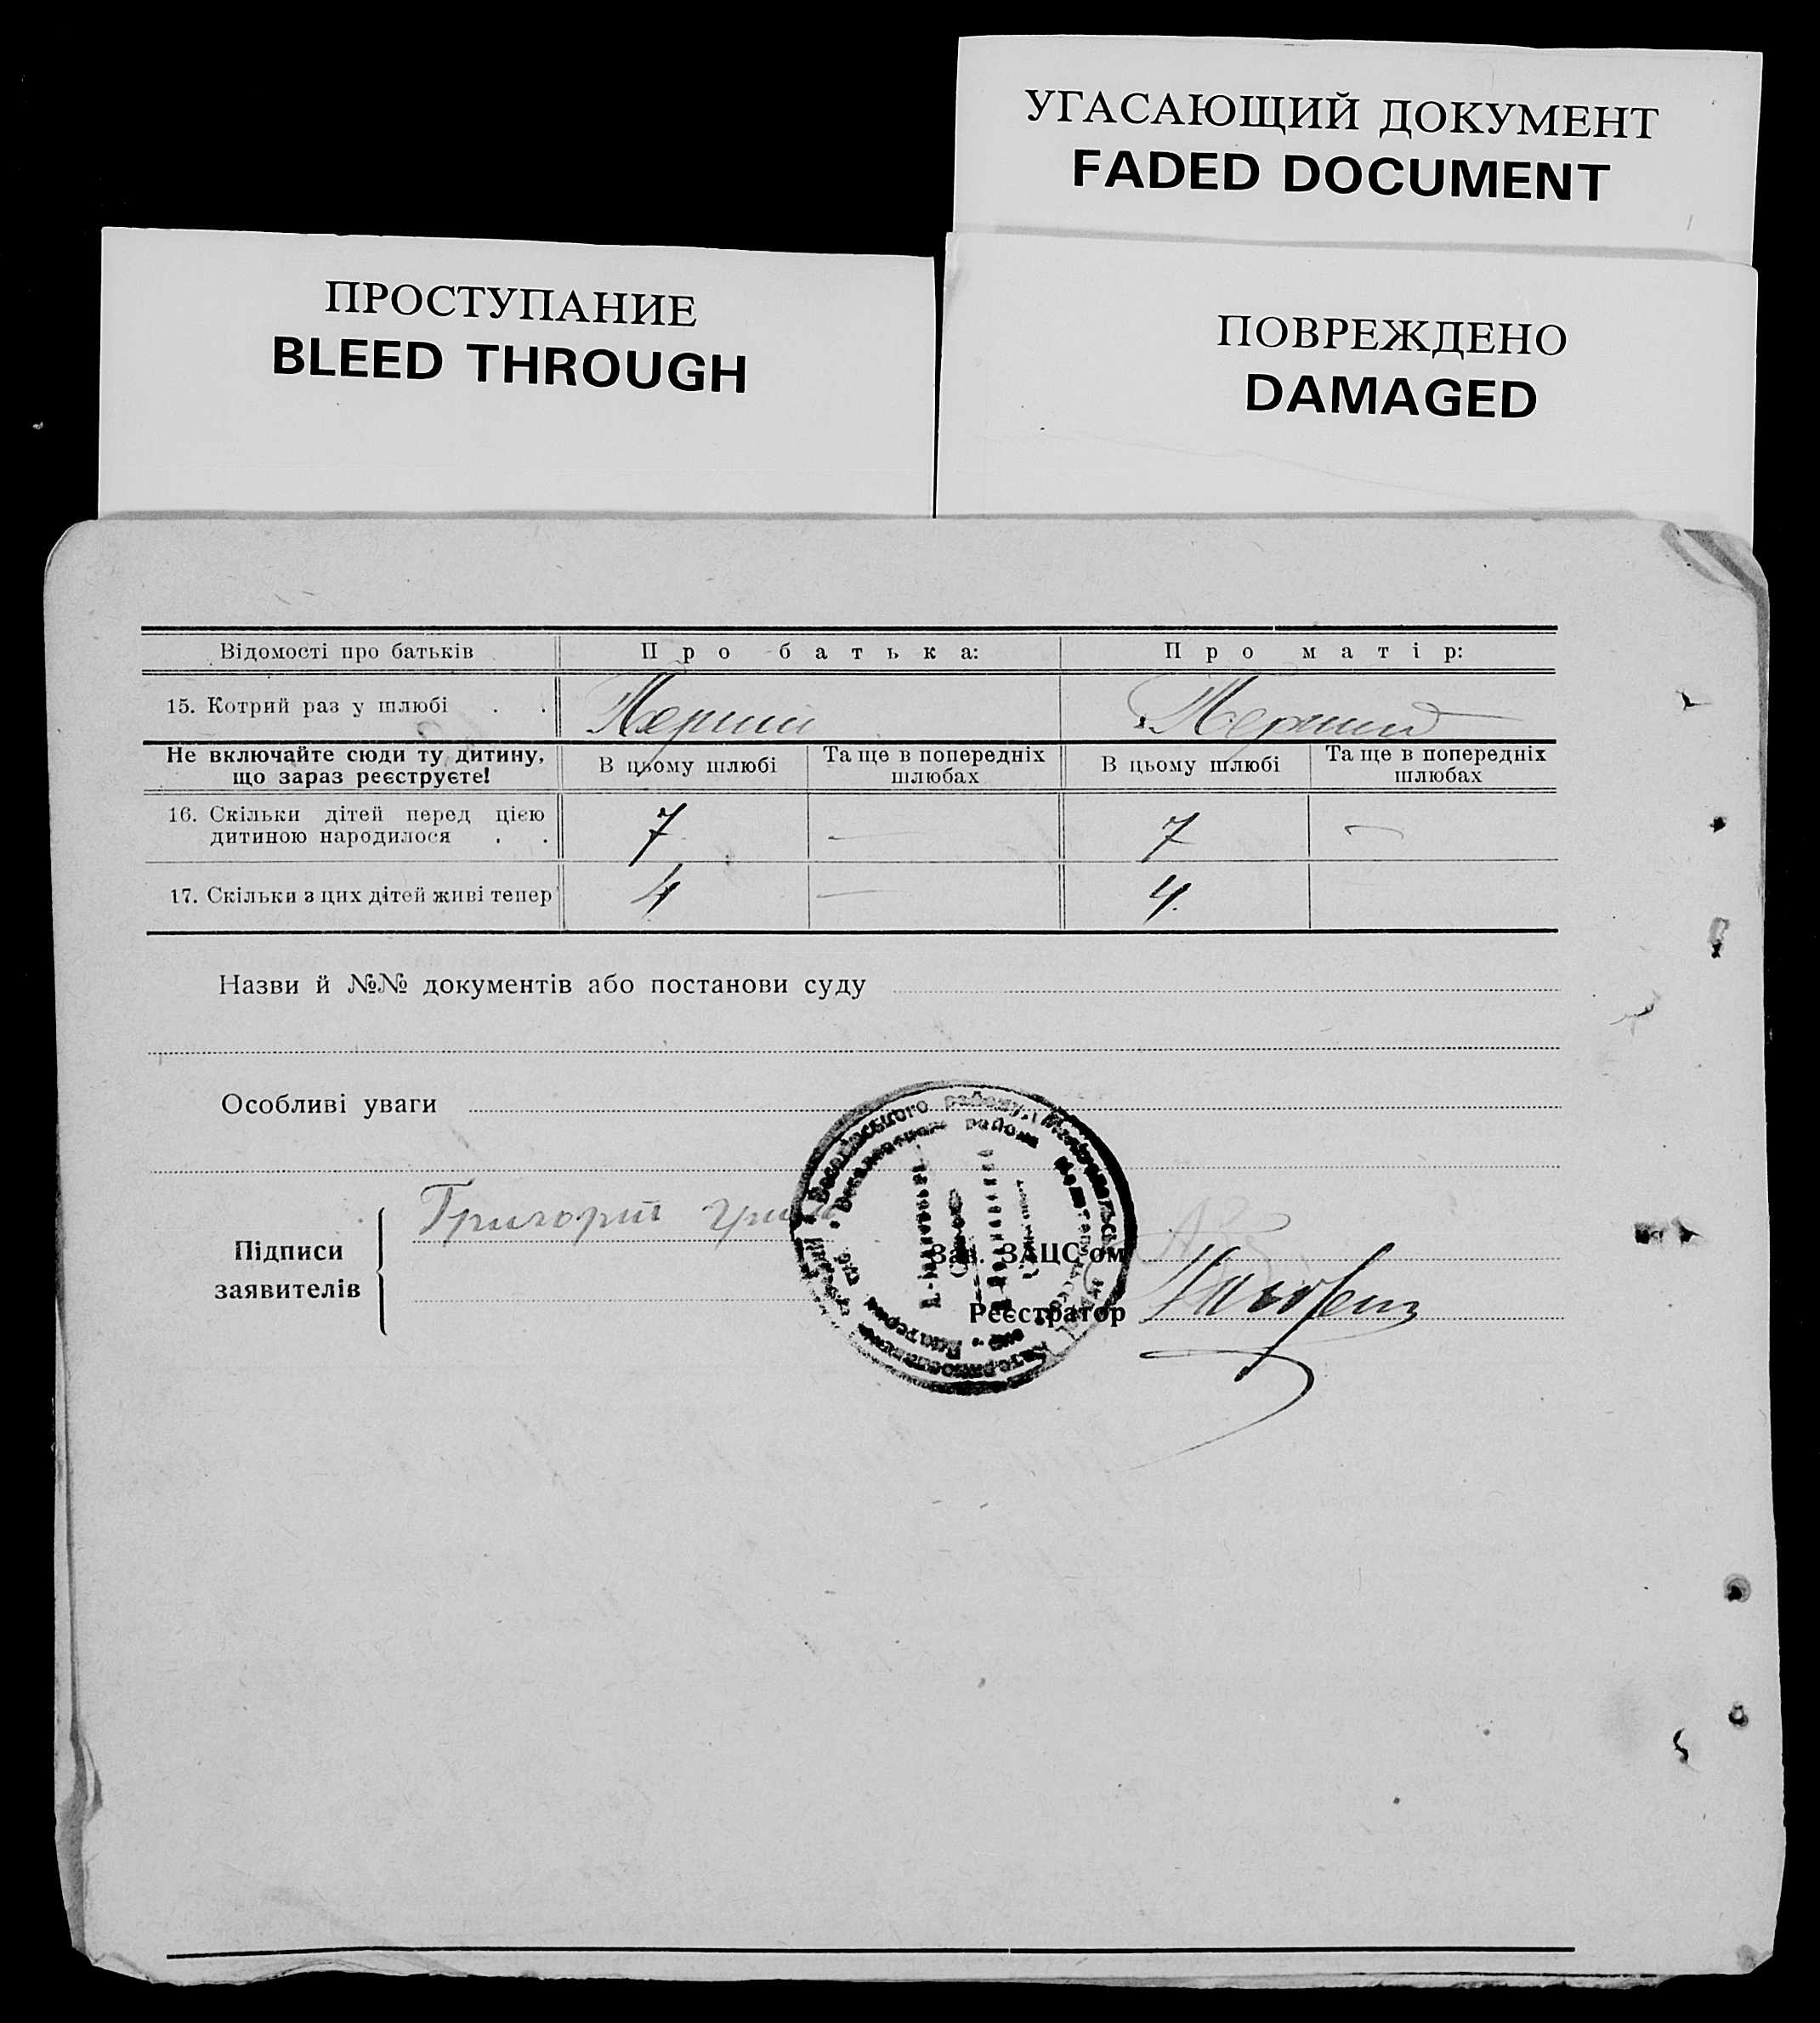 УГАСАЮЩИЙ ДОКУМЕНТ
FADED DOCUMENT
ПРОСТУПАНИЕ
BLEED THROUGH
ПОВРЕЖДЕНО
DAMAGED
Відомості про батьків Про батька: Про матір:
15. Котрий раз у шлюбі . . Перший Перший
Не включайте сюди ту дитину, що зараз реєструєте! В цьому шлюбі Та ще в попередніх шлюбах В цьому шлюбі Та ще в попередніх шлюбах
16. Скільки дітей перед цією
дитиною народилося . . 7 — 7 —
17. Скільки з цих дітей живі тепер 4 — 4
Назви й №№ документів або постанови суду
Особливі уваги
Григорий
Підписи
заявителів
Зав. ЗАЦС'ом
Реєстратор